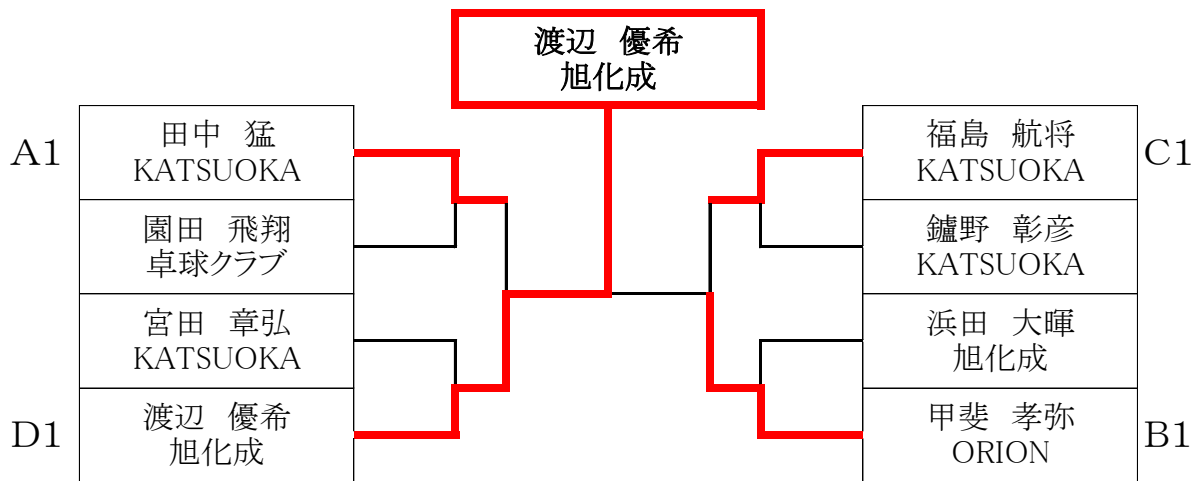 渡辺 優希
旭化成
A1
田中 猛
KATSUOKA
園田 飛翔
卓球クラブ
宮田 章弘
KATSUOKA
D1
渡辺 優希
旭化成
福島 航将
KATSUOKA
C1
鑪野 彰彦
KATSUOKA
浜田 大暉
旭化成
甲斐 孝弥
ORION
B1